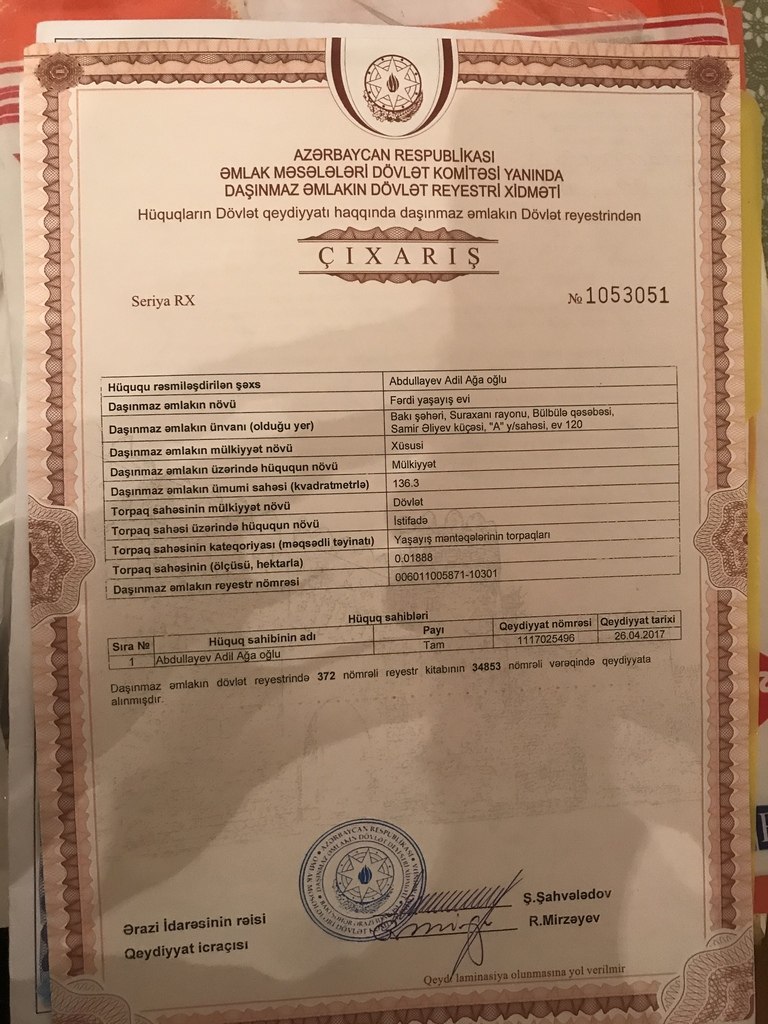 AZƏRBAYCAN RESPUBLİKASI
ƏMLAK MƏSƏLƏLƏRİ DÖVLƏT KOMİTƏSİ YANINDA
DAŞINMAZ ƏMLAKIN DÖVLƏT REYESTRİ XİDMƏTİ
Hüquqların Dövlət qeydiyyatı haqqında daşınmaz əmlakın Dövlət reyestrindən
ÇIXARIŞ
Seriya RX № 1053051
Hüququ rəsmiləşdirilən şəxs Abdullayev Adil Ağa oğlu
Daşınmaz əmlakın növü Fərdi yaşayış evi
Daşınmaz əmlakın ünvanı (olduğu yer) Bakı şəhəri, Suraxanı rayonu, Bülbülə qəsəbəsi,
Samir Əliyev küçəsi, "A" y/sahəsi, ev 120
Daşınmaz əmlakın mülkiyyət növü Xüsusi
Daşınmaz əmlakın üzərində hüququn növü Mülkiyyət
Daşınmaz əmlakın ümumi sahəsi (kvadratmetrlə) 136.3
Torpaq sahəsinin mülkiyyət növü Dövlət
Torpaq sahəsi üzərində hüququn növü İstifadə
Torpaq sahəsinin kateqoriyası (məqsədli təyinatı) Yaşayış məntəqələrinin torpaqları
Torpaq sahəsinin (ölçüsü, hektarla) 0.01888
Daşınmaz əmlakın reyestr nömrəsi 006011005871-10301
Hüquq sahibləri
Sıra № Hüquq sahibinin adı Payı Qeydiyyat nömrəsi Qeydiyyat tarixi
1 Abdullayev Adil Ağa oğlu Tam 1117025496 26.04.2017
Daşınmaz əmlakın dövlət reyestrində 372 nömrəli reyestr kitabının 34853 nömrəli vərəqində qeydiyyata
alınmışdır.
AZƏRBAYCAN RESPUBLİKASI
Ərazi İdarəsinin rəisi Ş.Şahvələdov
Qeydiyyat icraçısı R.Mirzəyev
Qeyd: laminasiya olunmasına yol verilmir